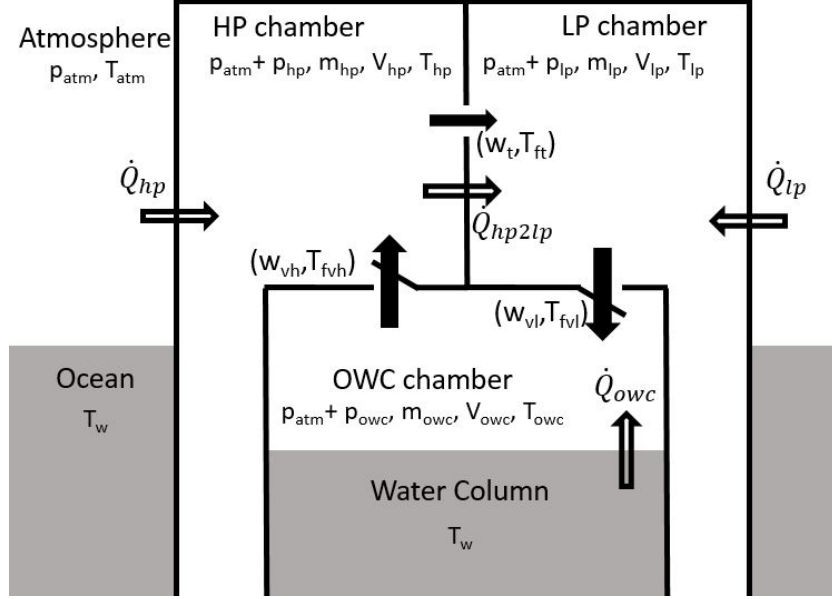 Atmosphere
p_atm, T_atm
HP chamber
p_atm + p_hp, m_hp, V_hp, T_hp
LP chamber
p_atm + p_lp, m_lp, V_lp, T_lp
(w_t,T_ft)
Q̇_hp
Q̇_hp2lp
Q̇_lp
(w_vh,T_fvh)
(w_vl,T_fvl)
Ocean
T_w
OWC chamber
p_atm + p_owc, m_owc, V_owc, T_owc
Q̇_owc
Water Column
T_w